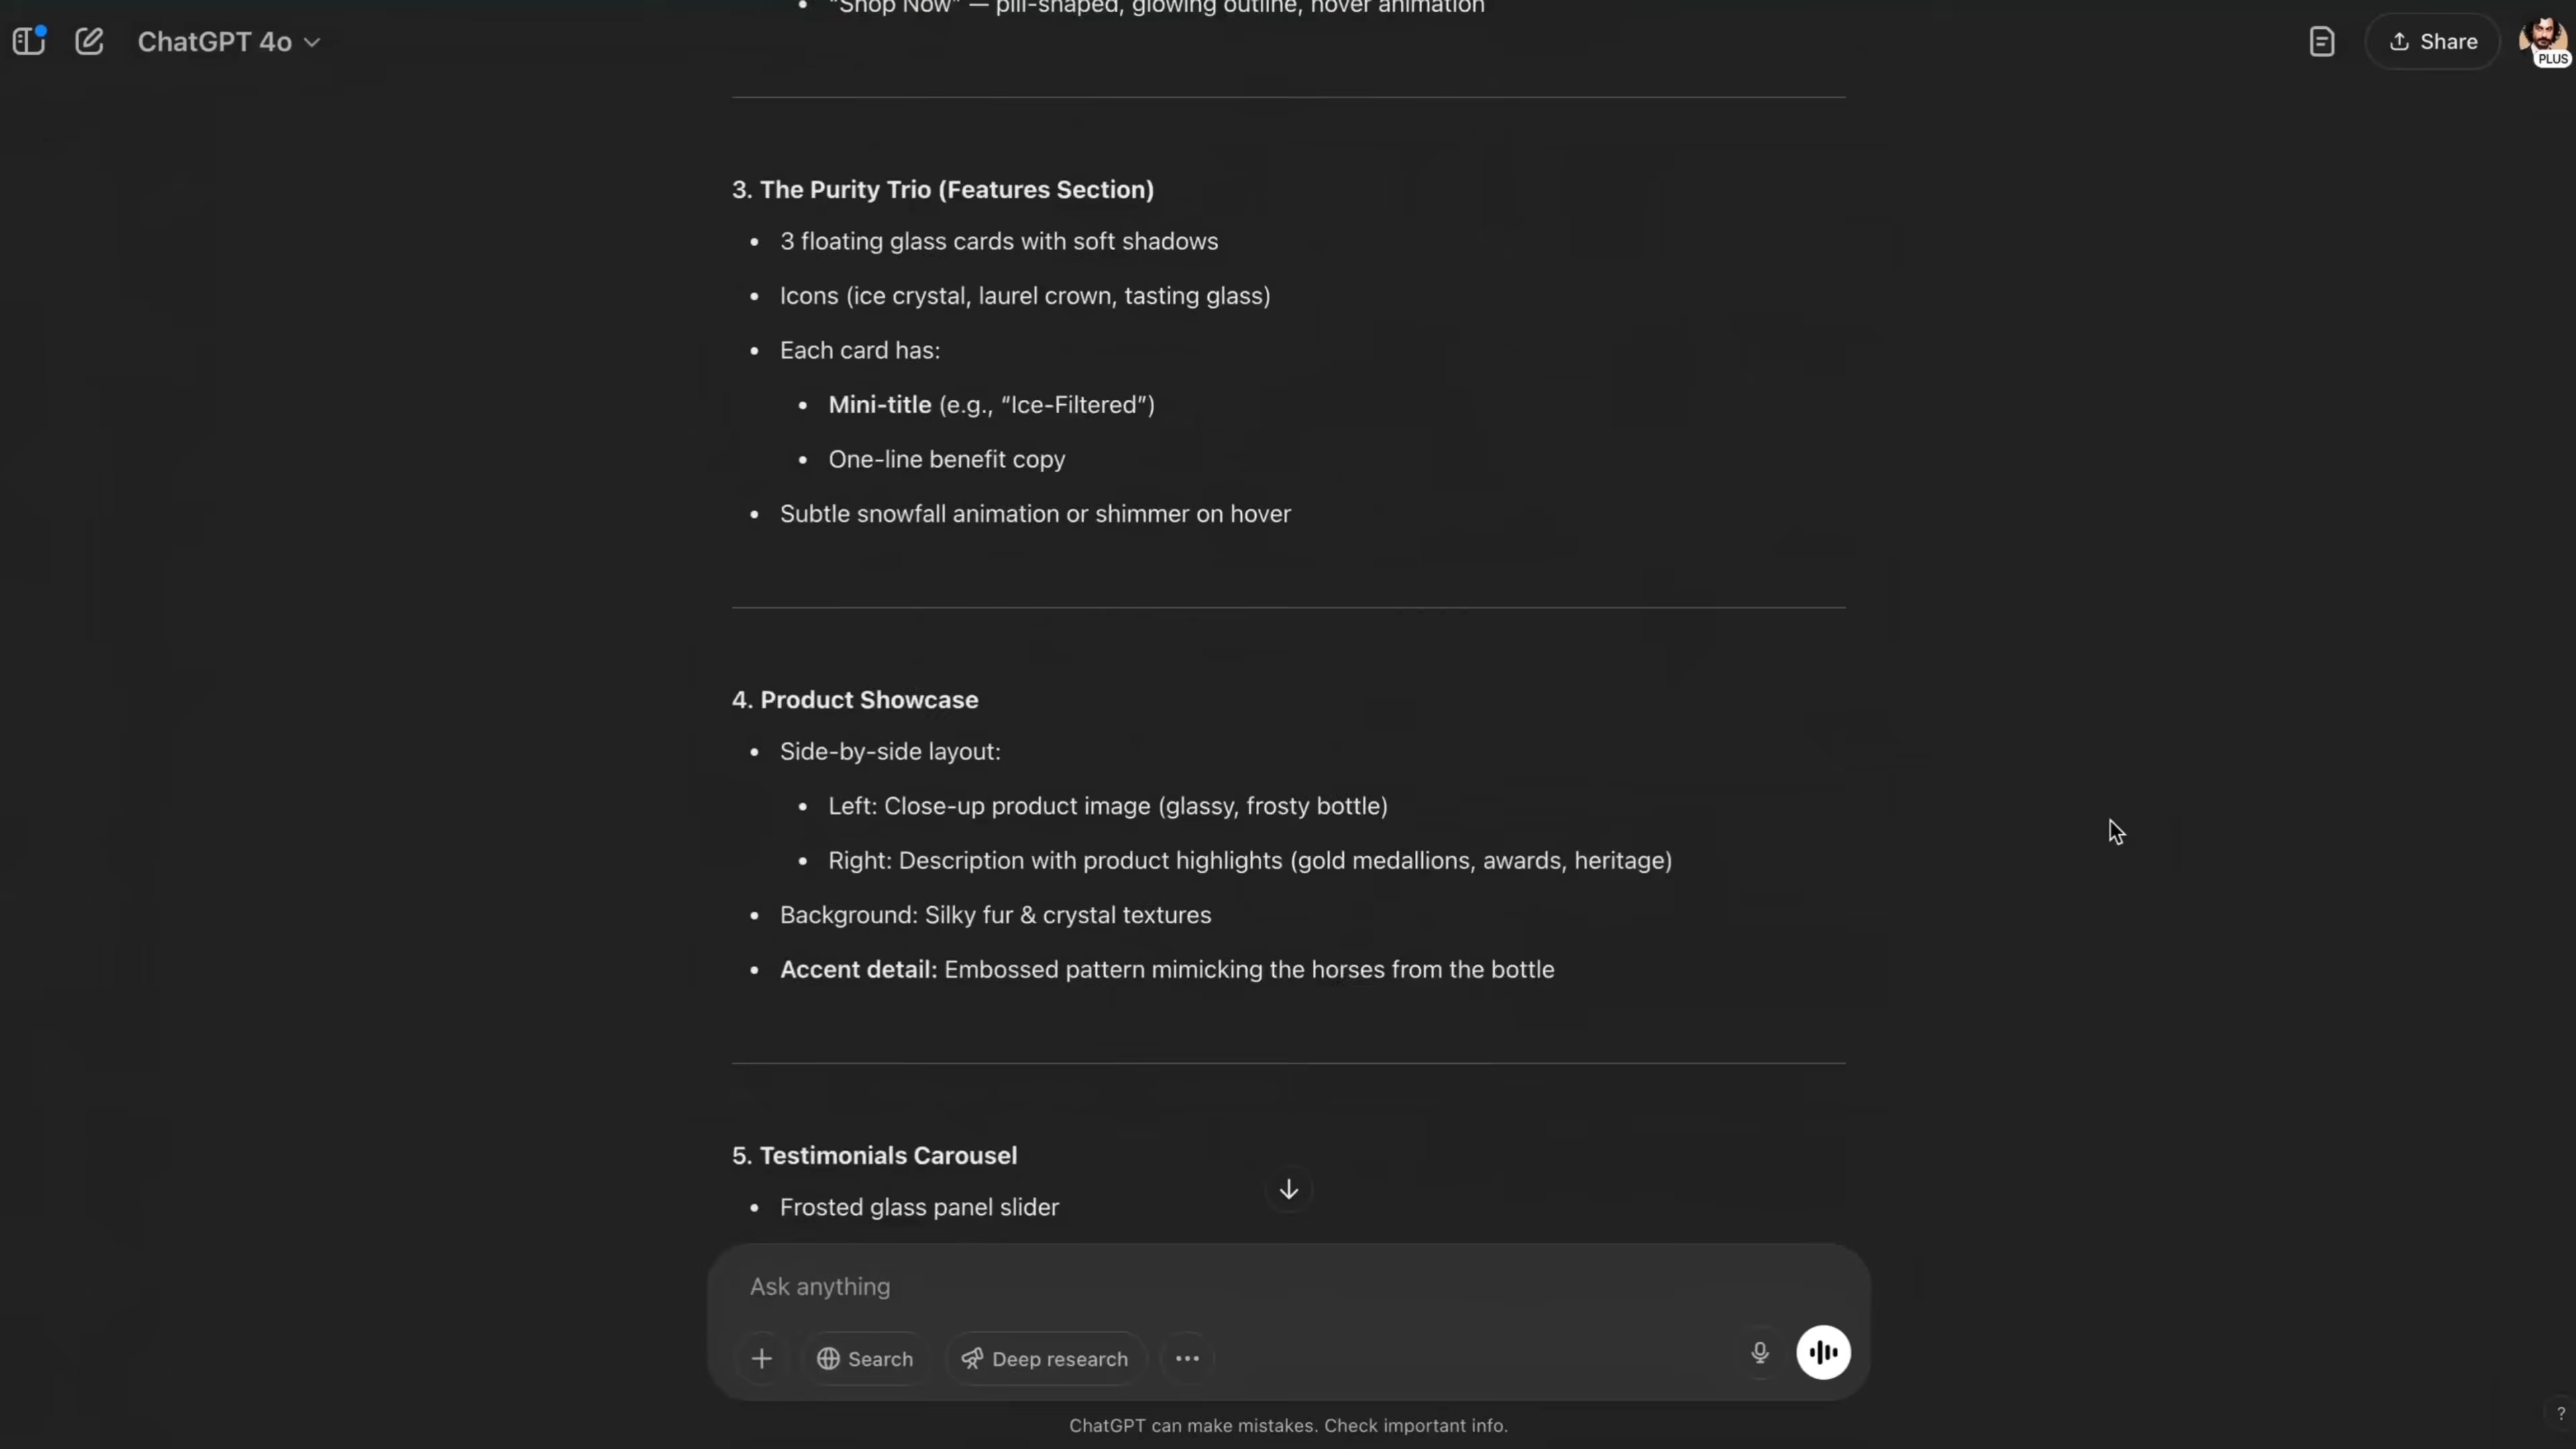 "Shop Now" — pill-shaped, glowing outline, hover animation
ChatGPT 4o
Share
PLUS
3. The Purity Trio (Features Section)
• 3 floating glass cards with soft shadows
• Icons (ice crystal, laurel crown, tasting glass)
• Each card has:
• Mini-title (e.g., “Ice-Filtered”)
• One-line benefit copy
• Subtle snowfall animation or shimmer on hover
4. Product Showcase
• Side-by-side layout:
• Left: Close-up product image (glassy, frosty bottle)
• Right: Description with product highlights (gold medallions, awards, heritage)
• Background: Silky fur & crystal textures
• Accent detail: Embossed pattern mimicking the horses from the bottle
5. Testimonials Carousel
• Frosted glass panel slider
Ask anything
Search
Deep research
ChatGPT can make mistakes. Check important info.
?